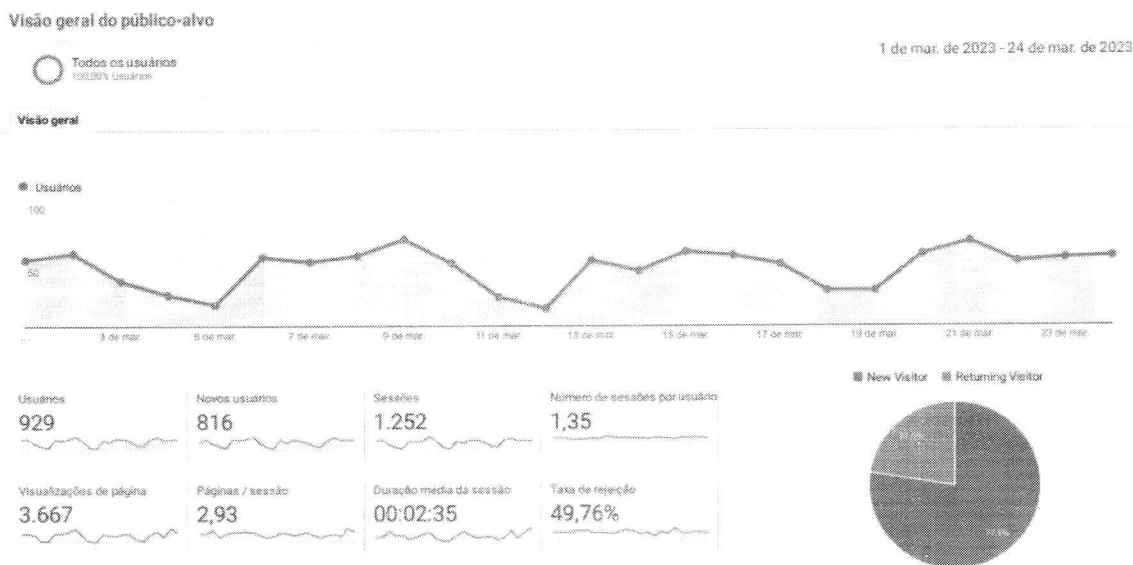 Visão geral do público-alvo
1 de mar. de 2023 - 24 de mar. de 2023
Todos os usuários
100,00% Usuários
Visão geral
Usuários
100
50
...
3 de mar.
5 de mar.
7 de mar.
9 de mar.
11 de mar.
13 de mar.
15 de mar.
17 de mar.
19 de mar.
21 de mar.
23 de mar.
New Visitor Returning Visitor
Usuários
929
Novos usuários
816
Sessões
1.252
Número de sessões por usuário
1,35
Visualizações de página
3.667
Páginas / sessão
2,93
Duração média da sessão
00:02:35
Taxa de rejeição
49,76%